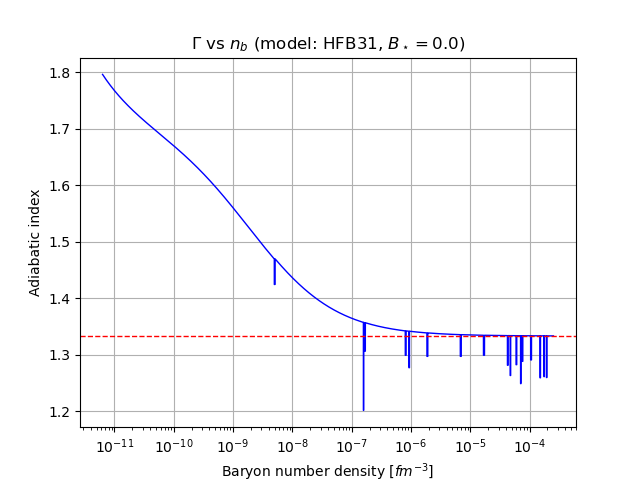 Γ vs n_b (model: HFB31, B⋆ = 0.0)
1.8
1.7
1.6
1.5
1.4
1.3
1.2
Adiabatic index
10⁻¹¹ 10⁻¹⁰ 10⁻⁹ 10⁻⁸ 10⁻⁷ 10⁻⁶ 10⁻⁵ 10⁻⁴
Baryon number density [fm⁻³]